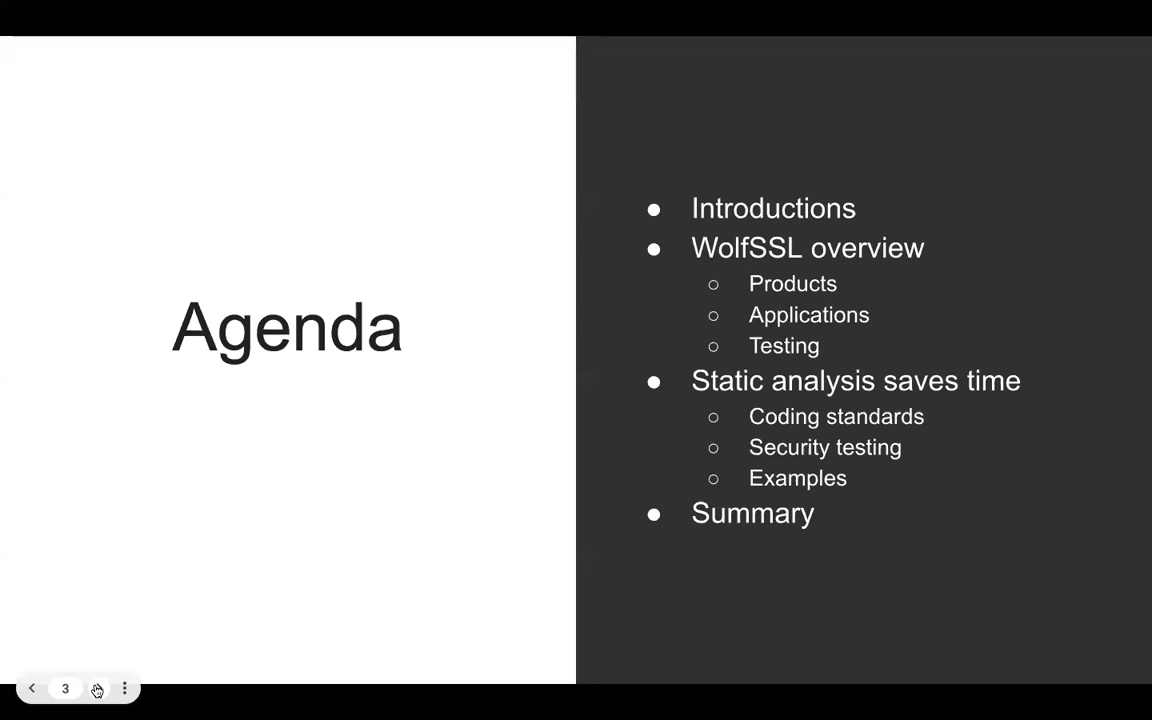 Agenda
● Introductions
● WolfSSL overview
○ Products
○ Applications
○ Testing
● Static analysis saves time
○ Coding standards
○ Security testing
○ Examples
● Summary
3